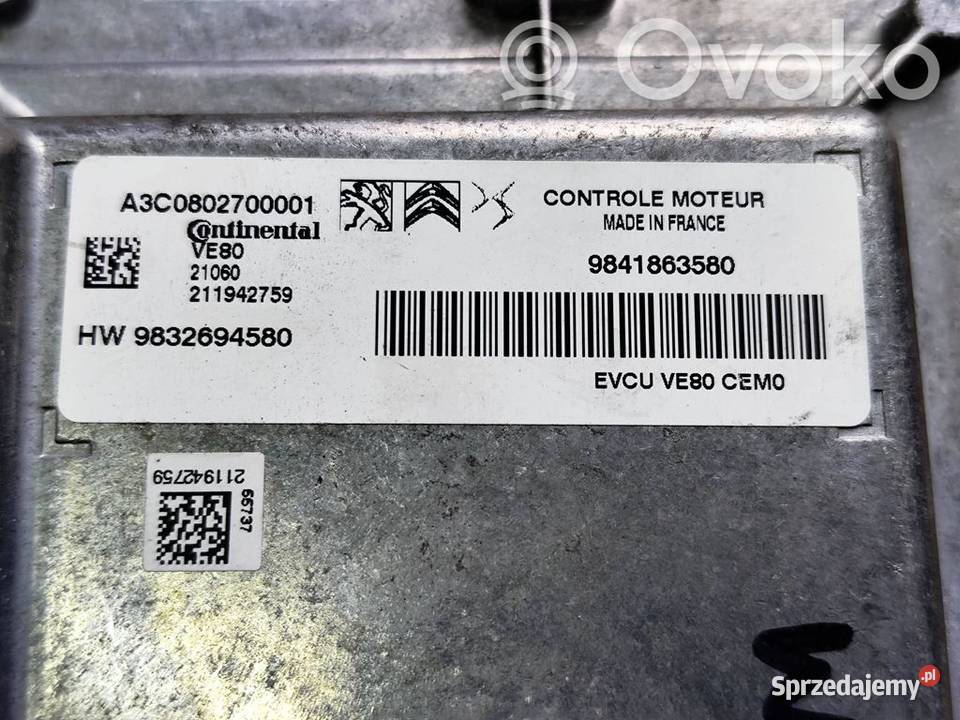 Ovoko
A3C0802700001
Continental
VE80
21060
211942759
HW 9832694580
CONTROLE MOTEUR
MADE IN FRANCE
9841863580
EVCU VE80 CEM0
211942759
55737
Sprzedajemy.pl